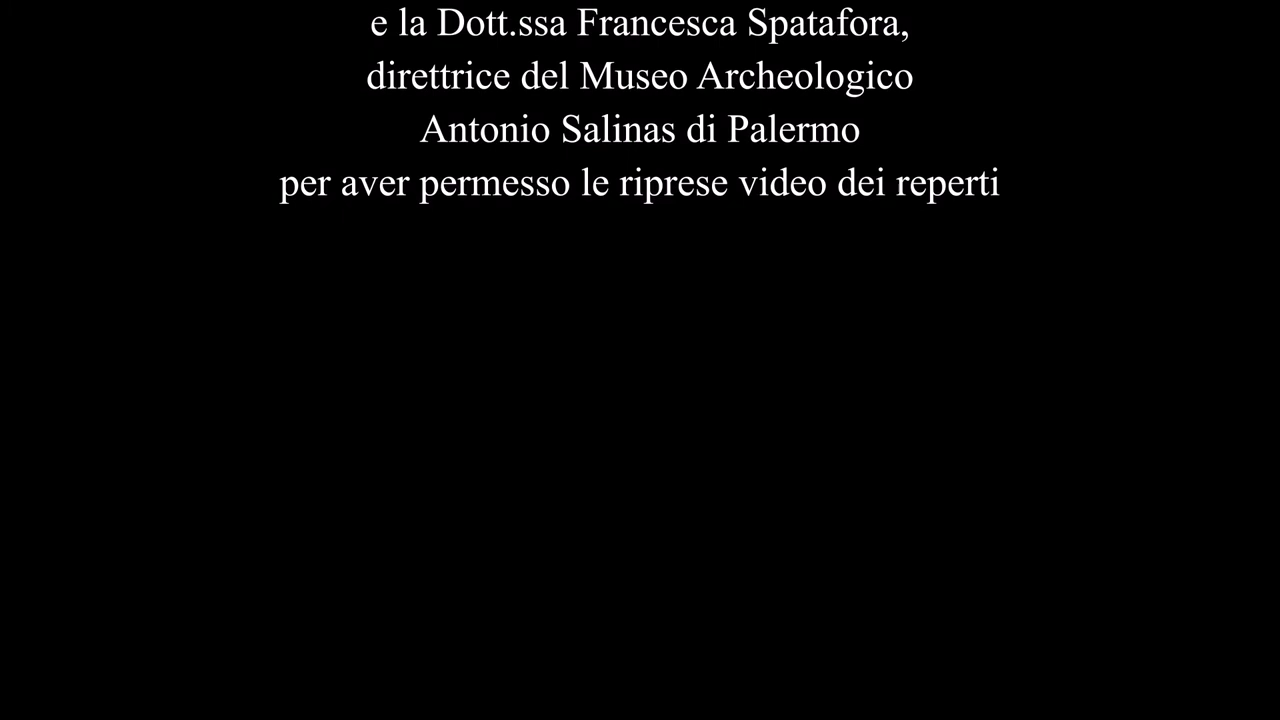 e la Dott.ssa Francesca Spatafora,
direttrice del Museo Archeologico
Antonio Salinas di Palermo
per aver permesso le riprese video dei reperti